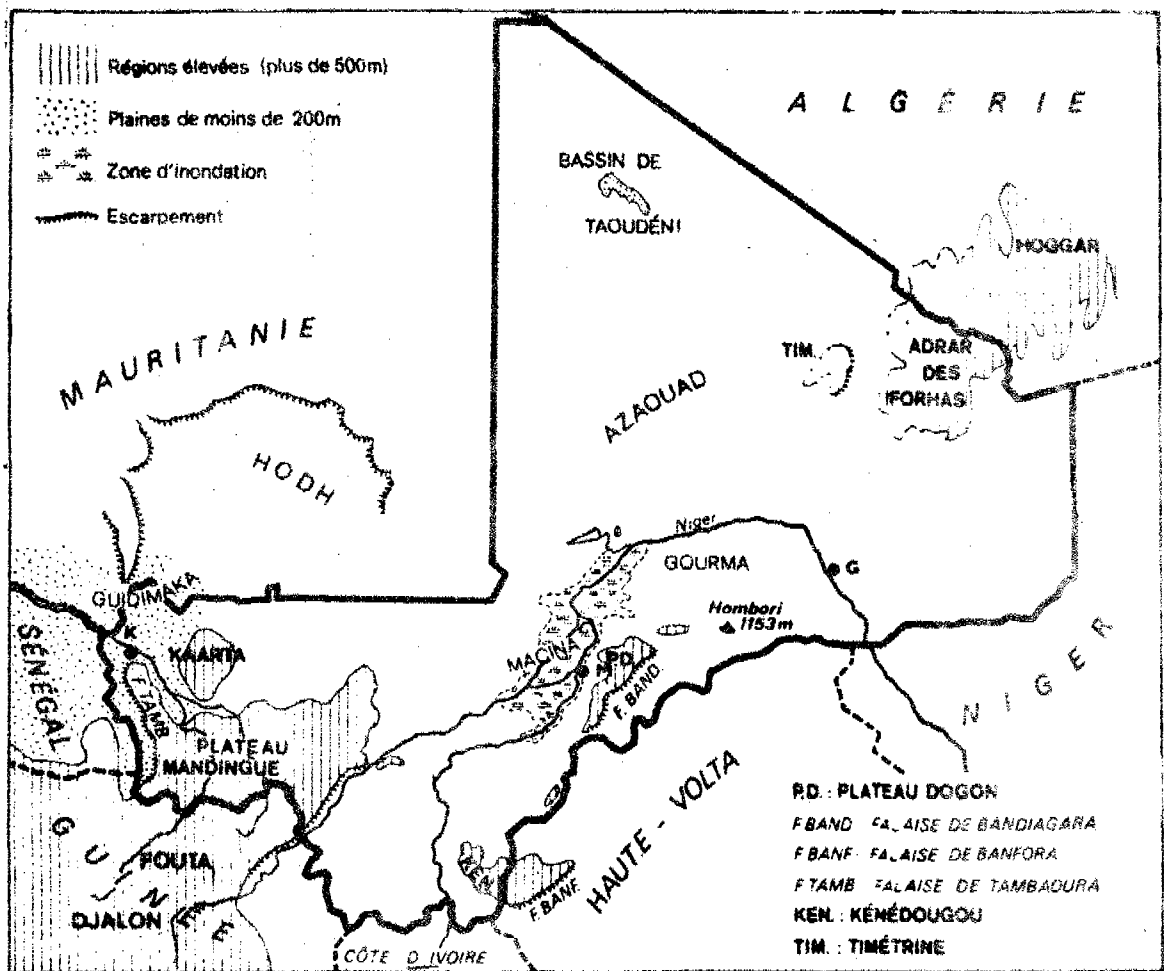 Régions élevées (plus de 500m)
Plaines de moins de 200m
Zone d'inondation
Escarpement
ALGÉRIE
BASSIN DE
TAOUDÉNI
HOGGAR
MAURITANIE
TIM.
ADRAR
DES
IFORHAS
AZAOUAD
HODH
Niger
GOURMA
G
GUIDIMAKA
Hombori
1153m
K
KAARTA
SÉNÉGAL
MACINA
P.D.
F. BAND
F. TAMB
NIGER
PLATEAU
MANDINGUE
HAUTE-VOLTA
P.D. : PLATEAU DOGON
F BAND FALAISE DE BANDIAGARA
GUINÉE
FOUTA
F BANF FALAISE DE BANFORA
KEN.
F. BANF.
F TAMB FALAISE DE TAMBAOURA
DJALON
KEN. : KÉNÉDOUGOU
CÔTE D IVOIRE
TIM. : TIMÉTRINE